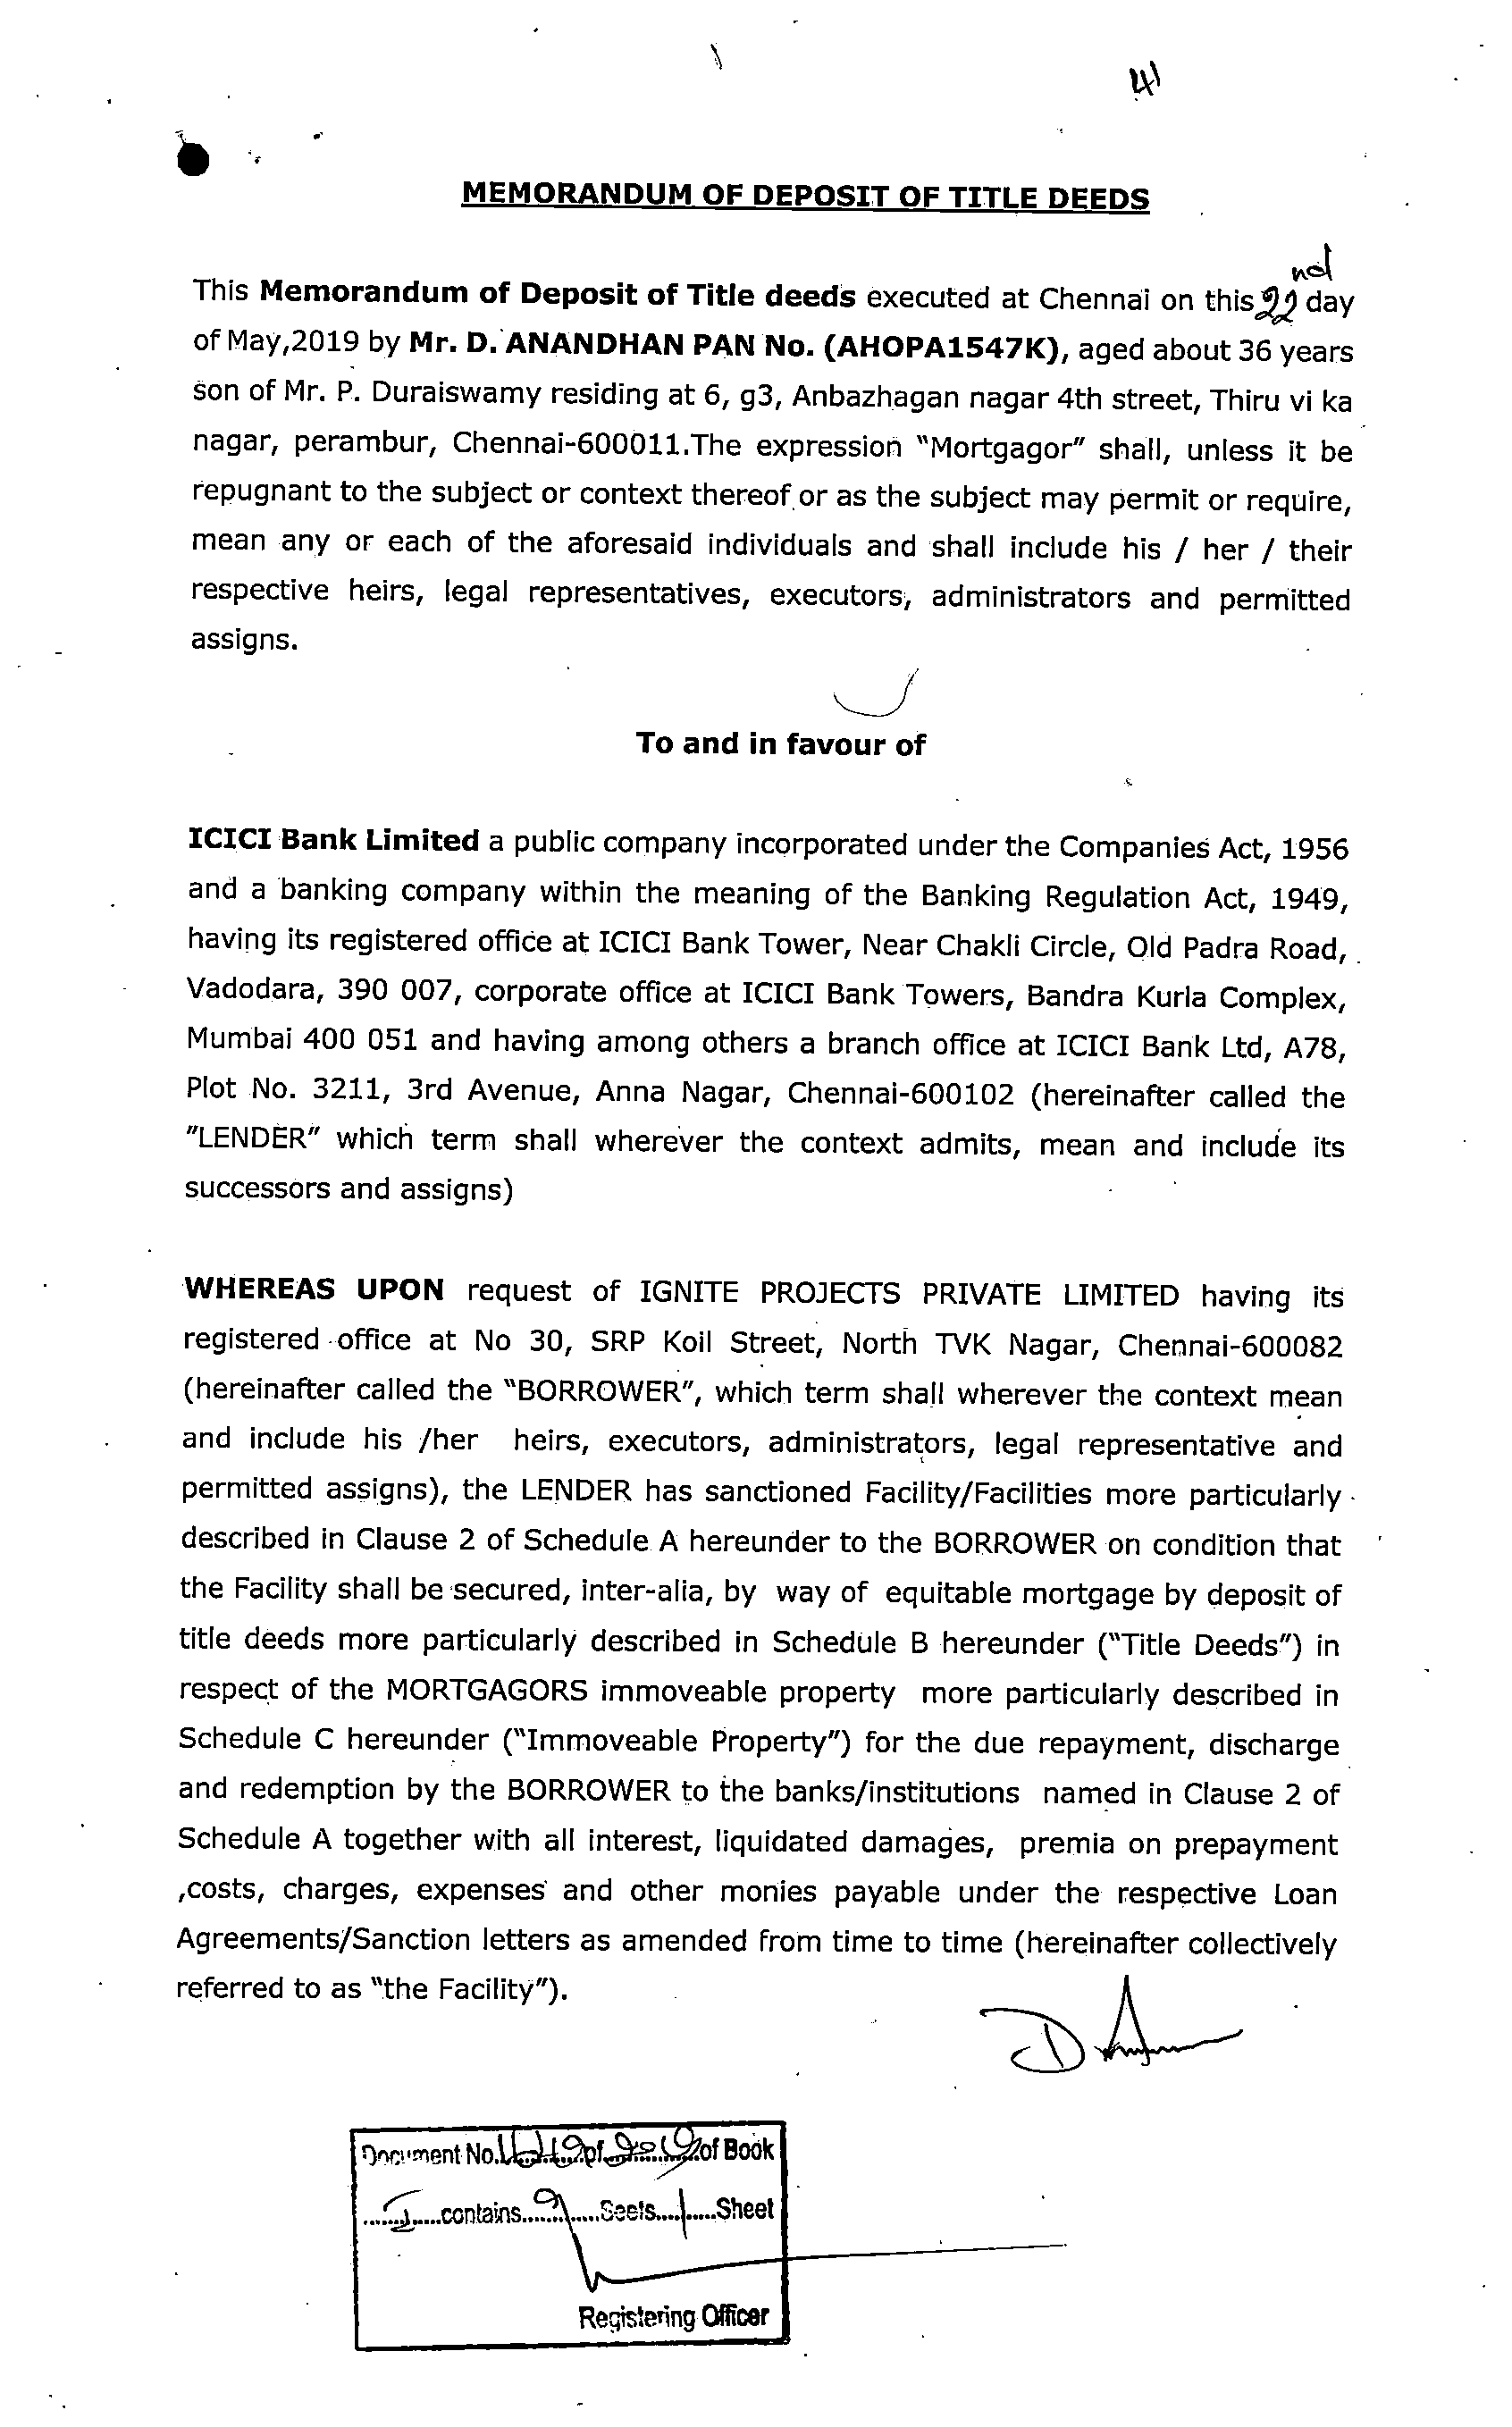 41
MEMORANDUM OF DEPOSIT OF TITLE DEEDS
This Memorandum of Deposit of Title deeds executed at Chennai on this 22nd day
of May,2019 by Mr. D. ANANDHAN PAN No. (AHOPA1547K), aged about 36 years
son of Mr. P. Duraiswamy residing at 6, g3, Anbazhagan nagar 4th street, Thiru vi ka
nagar, perambur, Chennai-600011.The expression "Mortgagor" shall, unless it be
repugnant to the subject or context thereof or as the subject may permit or require,
mean any or each of the aforesaid individuals and shall include his / her / their
respective heirs, legal representatives, executors, administrators and permitted
assigns.
To and in favour of
ICICI Bank Limited a public company incorporated under the Companies Act, 1956
and a banking company within the meaning of the Banking Regulation Act, 1949,
having its registered office at ICICI Bank Tower, Near Chakli Circle, Old Padra Road,
Vadodara, 390 007, corporate office at ICICI Bank Towers, Bandra Kurla Complex,
Mumbai 400 051 and having among others a branch office at ICICI Bank Ltd, A78,
Plot No. 3211, 3rd Avenue, Anna Nagar, Chennai-600102 (hereinafter called the
"LENDER" which term shall wherever the context admits, mean and include its
successors and assigns)
WHEREAS UPON request of IGNITE PROJECTS PRIVATE LIMITED having its
registered office at No 30, SRP Koil Street, North TVK Nagar, Chennai-600082
(hereinafter called the "BORROWER", which term shall wherever the context mean
and include his /her heirs, executors, administrators, legal representative and
permitted assigns), the LENDER has sanctioned Facility/Facilities more particularly
described in Clause 2 of Schedule A hereunder to the BORROWER on condition that
the Facility shall be secured, inter-alia, by way of equitable mortgage by deposit of
title deeds more particularly described in Schedule B hereunder ("Title Deeds") in
respect of the MORTGAGORS immoveable property more particularly described in
Schedule C hereunder ("Immoveable Property") for the due repayment, discharge
and redemption by the BORROWER to the banks/institutions named in Clause 2 of
Schedule A together with all interest, liquidated damages, premia on prepayment
,costs, charges, expenses and other monies payable under the respective Loan
Agreements/Sanction letters as amended from time to time (hereinafter collectively
referred to as "the Facility").
Document No. of 2019 of Book
I contains 9 Seets 1 Sheet
Registering Officer